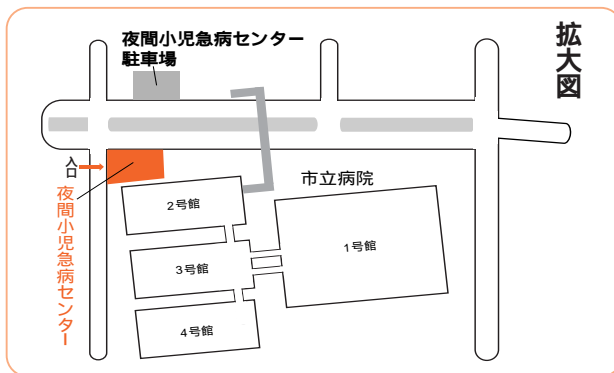 夜間小児急病センター
駐車場
拡大図
入口
夜間小児急病センター
市立病院
2号館
1号館
3号館
4号館